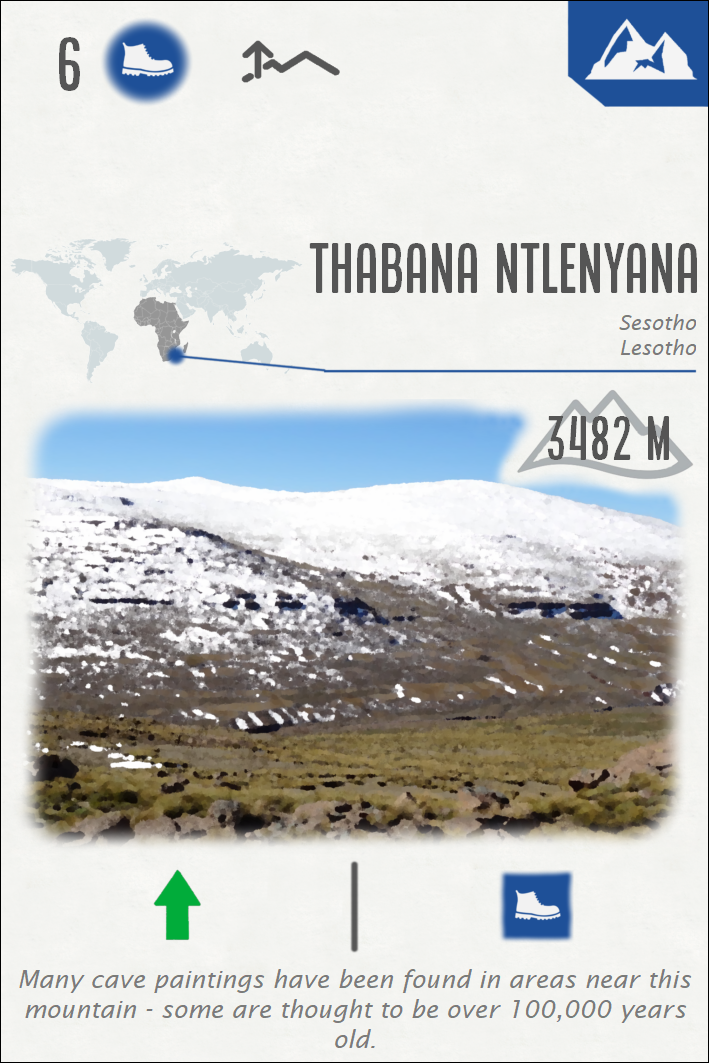 6
THABANA NTLENYANA
Sesotho
Lesotho
3482 M
Many cave paintings have been found in areas near this
mountain - some are thought to be over 100,000 years
old.